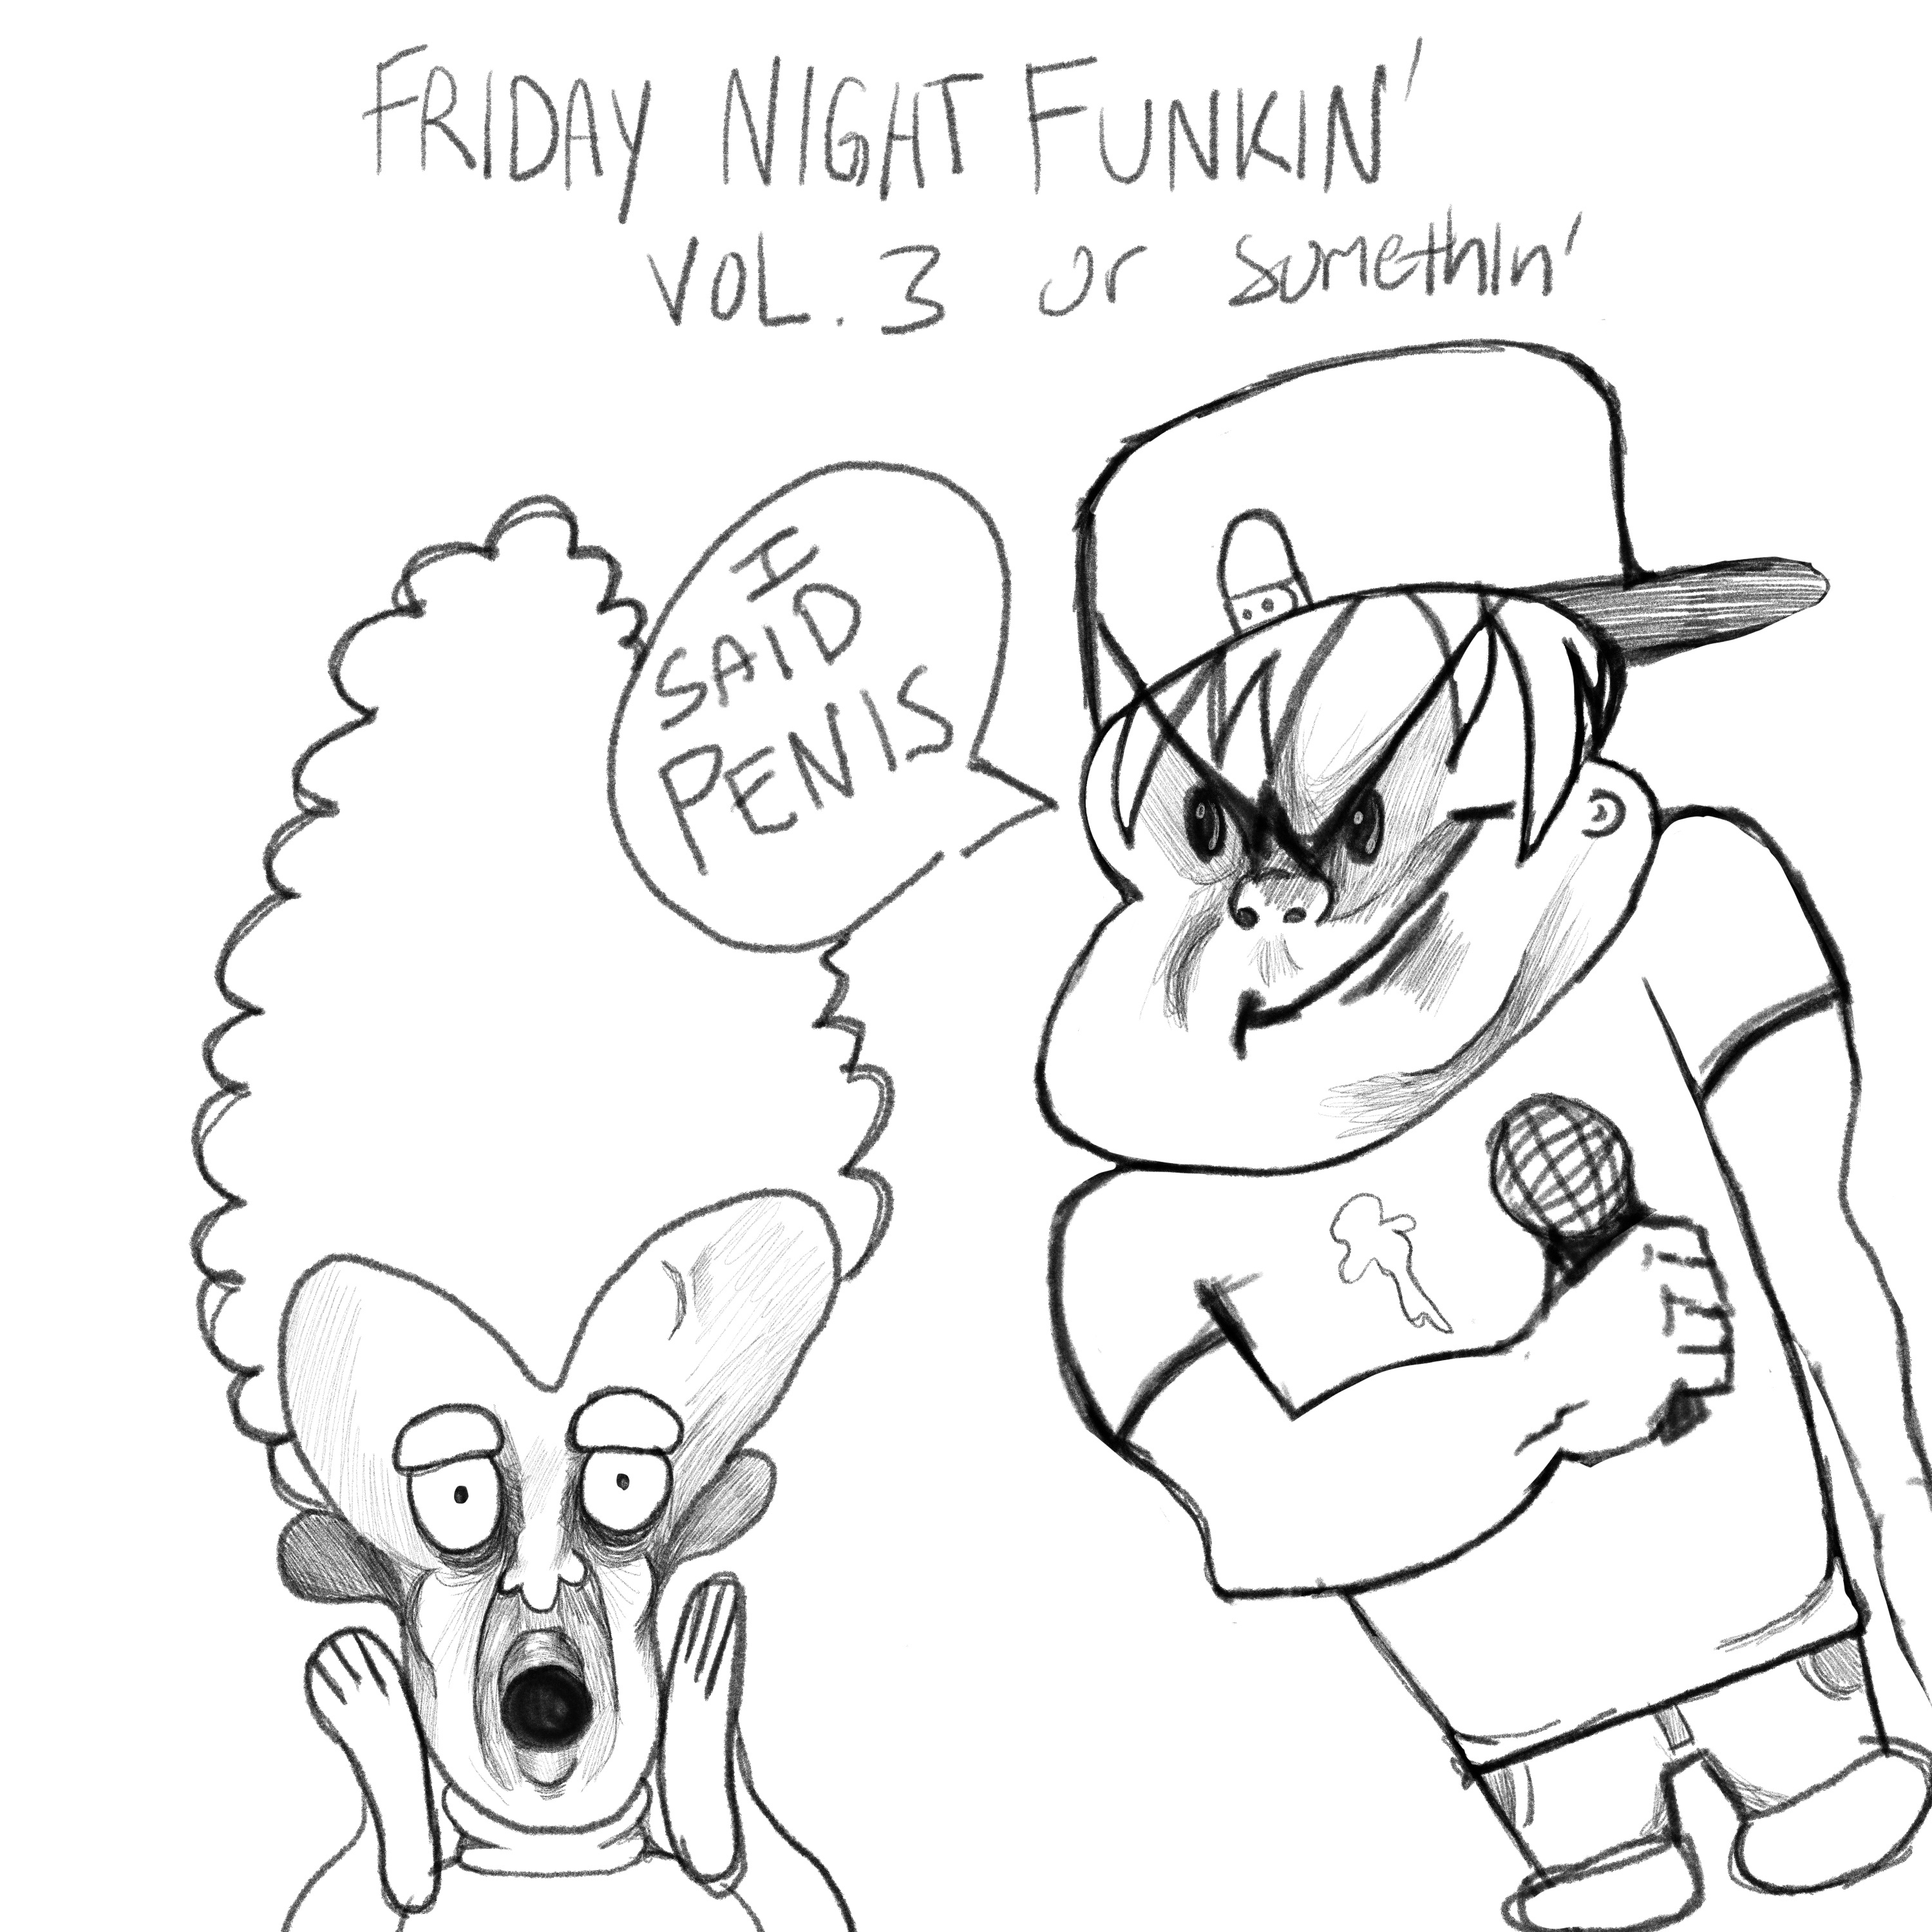 FRIDAY NIGHT FUNKIN'
VOL. 3 or somethin'
I
SAID
PENIS